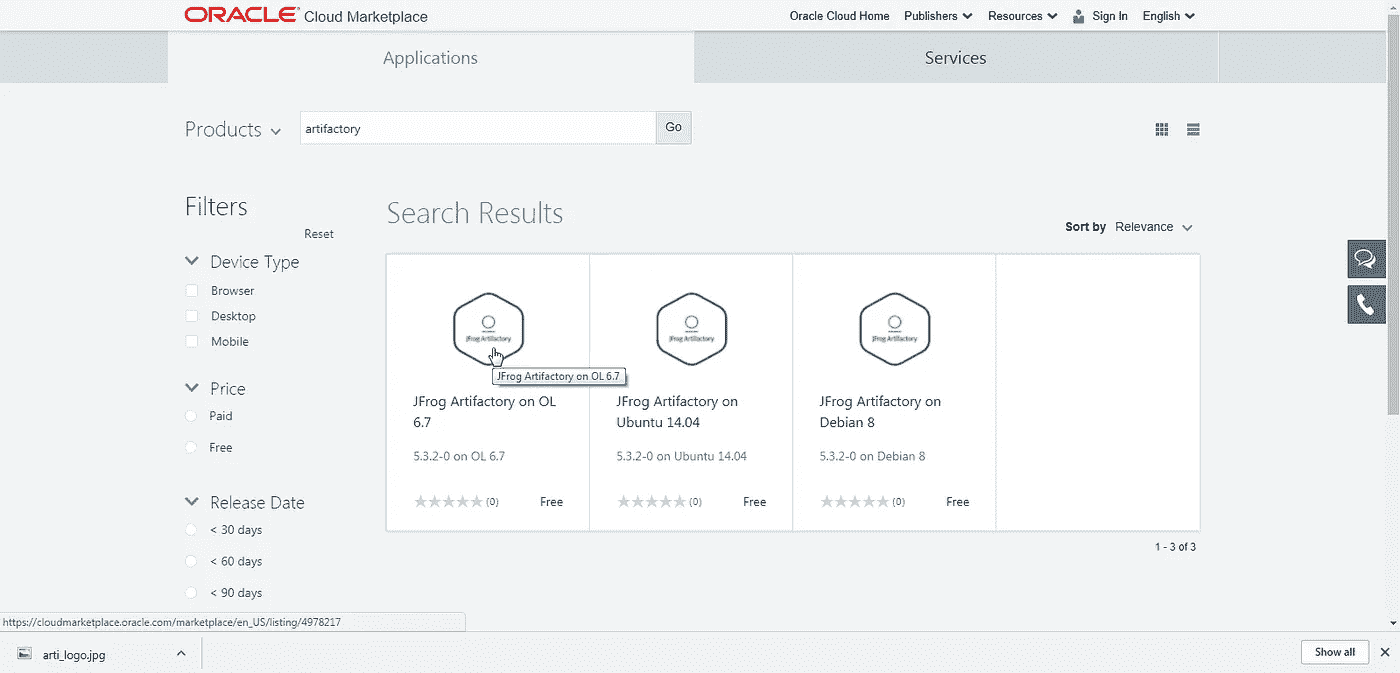 ORACLE Cloud Marketplace
Oracle Cloud Home Publishers Resources Sign In English
Applications
Services
Products
artifactory
Go
Filters
Reset
Device Type
Browser
Desktop
Mobile
Price
Paid
Free
Release Date
< 30 days
< 60 days
< 90 days
Search Results
Sort by Relevance
JFrog Artifactory
JFrog Artifactory on OL 6.7
JFrog Artifactory on OL
6.7
5.3.2-0 on OL 6.7
(0) Free
JFrog Artifactory
JFrog Artifactory on
Ubuntu 14.04
5.3.2-0 on Ubuntu 14.04
(0) Free
JFrog Artifactory
JFrog Artifactory on
Debian 8
5.3.2-0 on Debian 8
(0) Free
1 - 3 of 3
https://cloudmarketplace.oracle.com/marketplace/en_US/listing/4978217
arti_logo.jpg
Show all